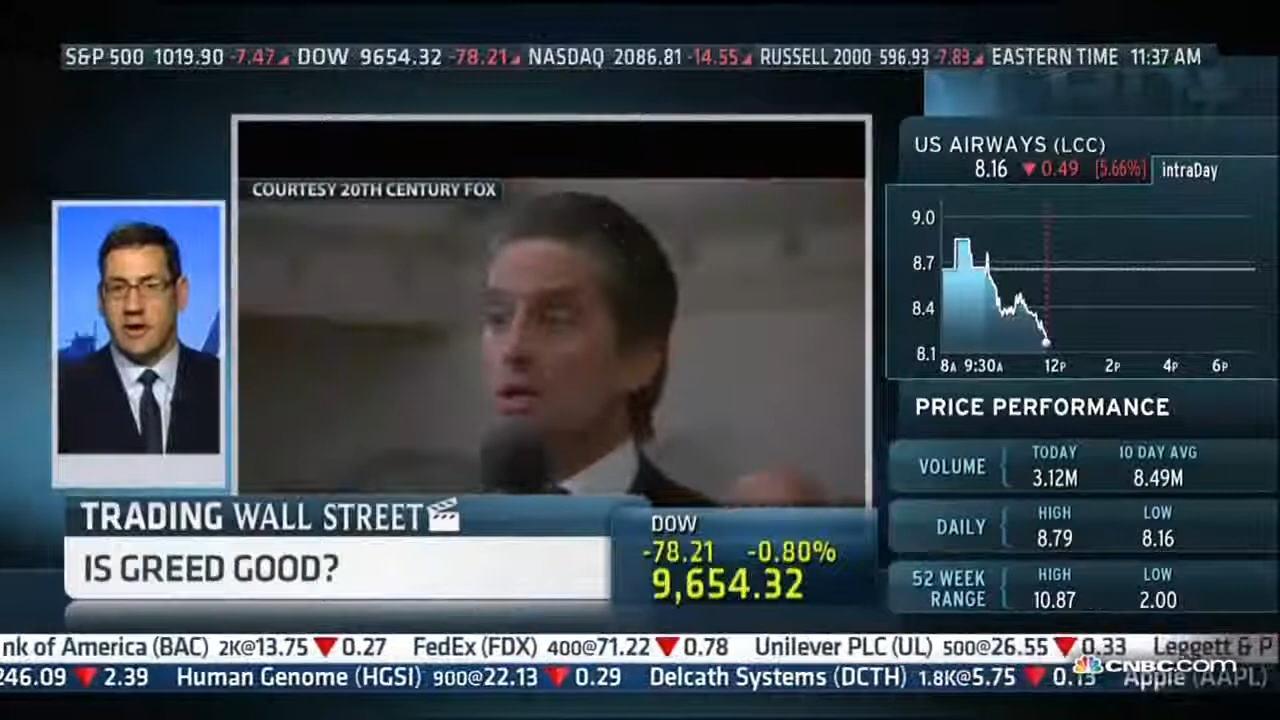 S&P 500 1019.90 -7.47 DOW 9654.32 -78.21 NASDAQ 2086.81 -14.55 RUSSELL 2000 596.93 -7.83 EASTERN TIME 11:37 AM
COURTESY 20TH CENTURY FOX
US AIRWAYS (LCC)
8.16 ▼0.49 [5.66%] intraDay
9.0
8.7
8.4
8.1
8A 9:30A 12P 2P 4P 6P
PRICE PERFORMANCE
TODAY 10 DAY AVG
VOLUME 3.12M 8.49M
HIGH LOW
DAILY 8.79 8.16
HIGH LOW
52 WEEK RANGE 10.87 2.00
TRADING WALL STREET
IS GREED GOOD?
DOW
-78.21 -0.80%
9,654.32
nk of America (BAC) 2K@13.75 ▼0.27 FedEx (FDX) 400@71.22 ▼0.78 Unilever PLC (UL) 500@26.55 ▼0.33 Leggett & P
246.09 ▼2.39 Human Genome (HGSI) 900@22.13 ▼0.29 Delcath Systems (DCTH) 1.8K@5.75 ▼ Apple (AAPL)
CNBC.com